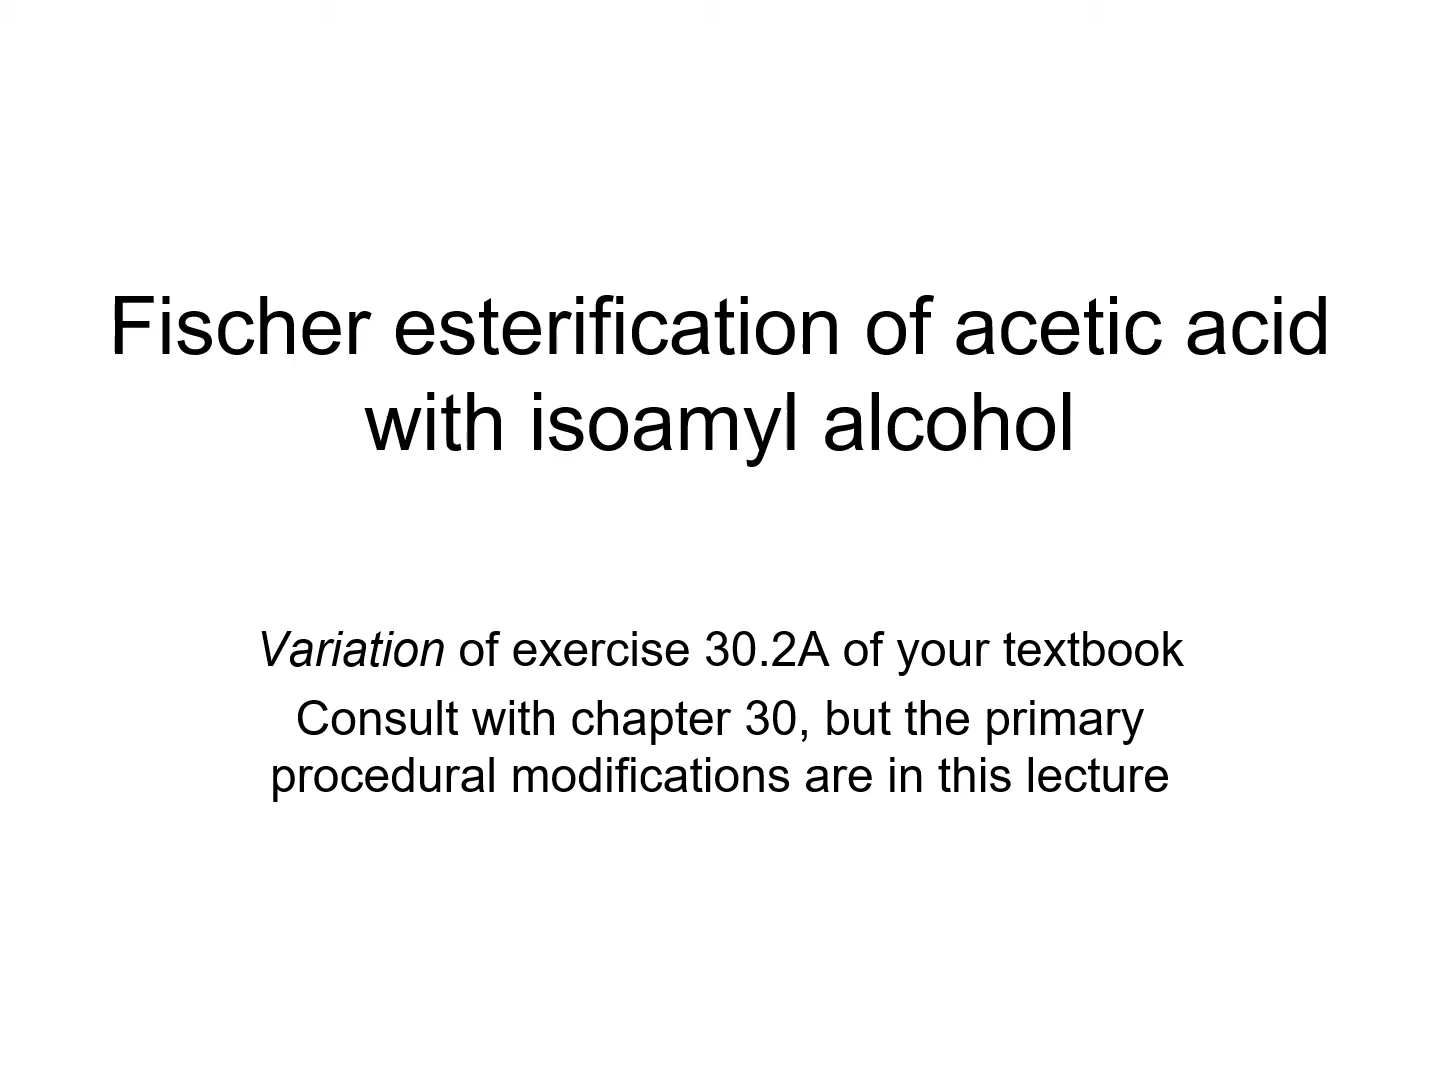 Fischer esterification of acetic acid
with isoamyl alcohol
Variation of exercise 30.2A of your textbook
Consult with chapter 30, but the primary
procedural modifications are in this lecture